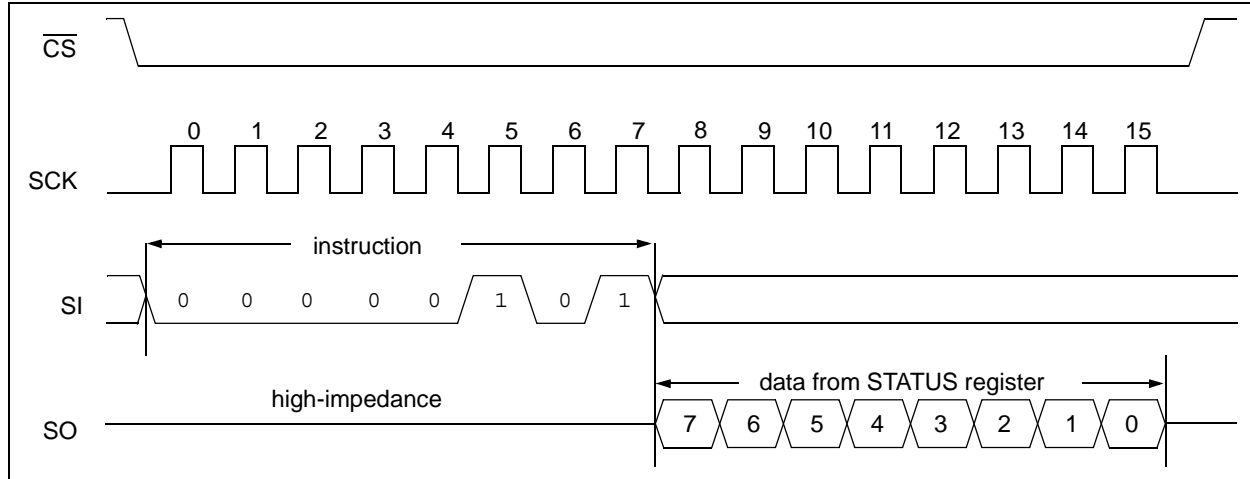 CS
0 1 2 3 4 5 6 7 8 9 10 11 12 13 14 15
SCK
instruction
SI 0 0 0 0 0 1 0 1
data from STATUS register
high-impedance
SO 7 6 5 4 3 2 1 0